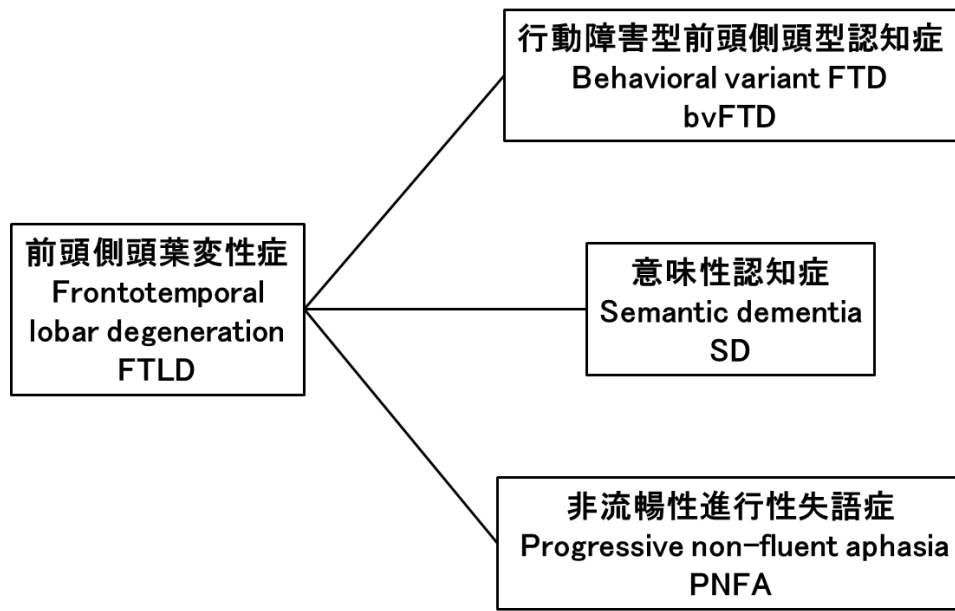 行動障害型前頭側頭型認知症
Behavioral variant FTD
bvFTD
前頭側頭葉変性症
Frontotemporal
lobar degeneration
FTLD
意味性認知症
Semantic dementia
SD
非流暢性進行性失語症
Progressive non-fluent aphasia
PNFA